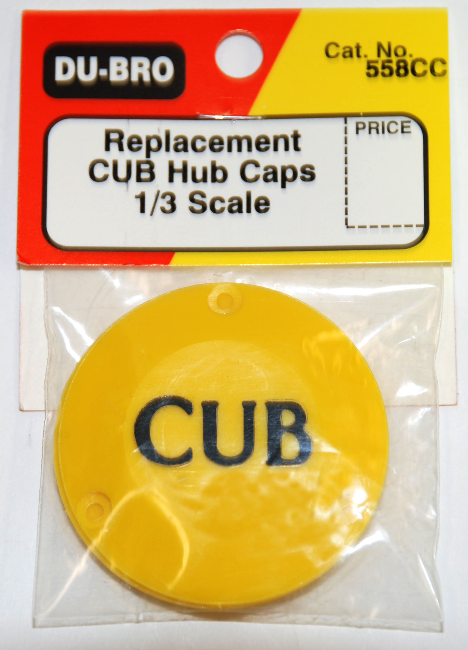 DU-BRO
Cat. No.
558CC
Replacement
CUB Hub Caps
1/3 Scale
PRICE
CUB